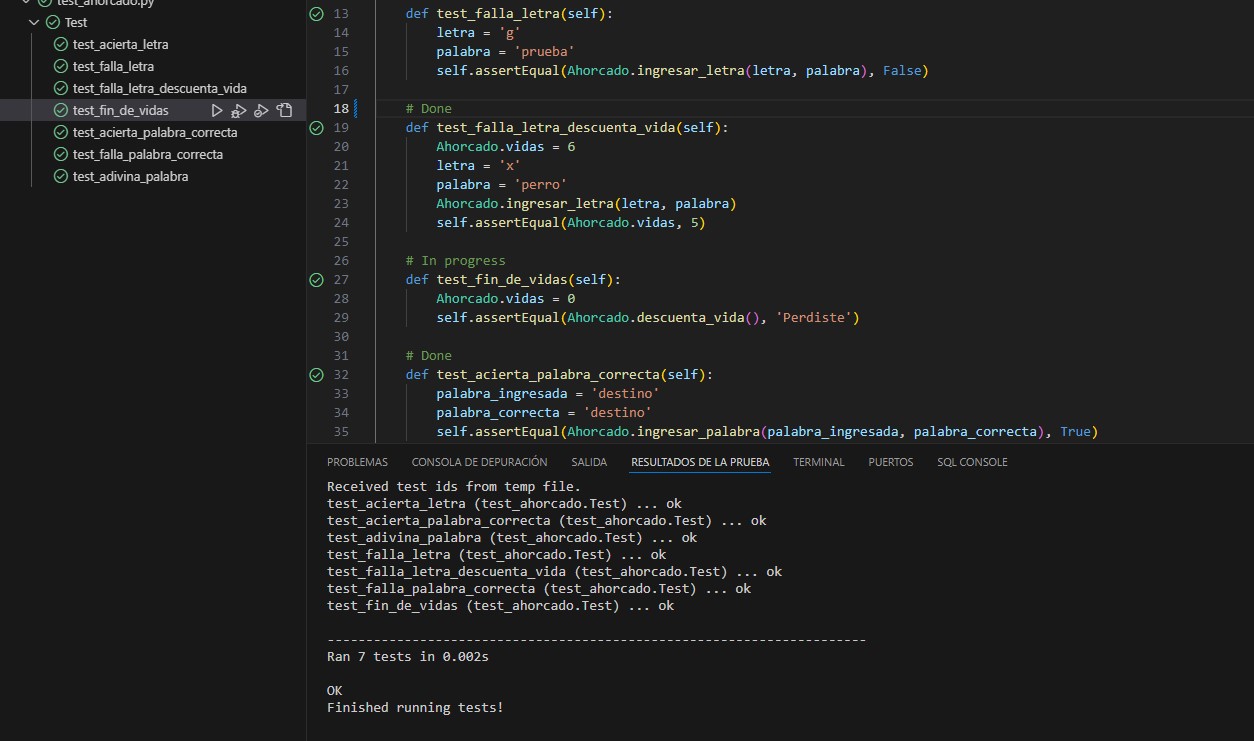 test_ahorcado.py
Test
test_acierta_letra
test_falla_letra
test_falla_letra_descuenta_vida
test_fin_de_vidas
test_acierta_palabra_correcta
test_falla_palabra_correcta
test_adivina_palabra
13 def test_falla_letra(self):
14 letra = 'g'
15 palabra = 'prueba'
16 self.assertEqual(Ahorcado.ingresar_letra(letra, palabra), False)
17
18 # Done
19 def test_falla_letra_descuenta_vida(self):
20 Ahorcado.vidas = 6
21 letra = 'x'
22 palabra = 'perro'
23 Ahorcado.ingresar_letra(letra, palabra)
24 self.assertEqual(Ahorcado.vidas, 5)
25
26 # In progress
27 def test_fin_de_vidas(self):
28 Ahorcado.vidas = 0
29 self.assertEqual(Ahorcado.descuenta_vida(), 'Perdiste')
30
31 # Done
32 def test_acierta_palabra_correcta(self):
33 palabra_ingresada = 'destino'
34 palabra_correcta = 'destino'
35 self.assertEqual(Ahorcado.ingresar_palabra(palabra_ingresada, palabra_correcta), True)
PROBLEMAS CONSOLA DE DEPURACIÓN SALIDA RESULTADOS DE LA PRUEBA TERMINAL PUERTOS SQL CONSOLE
Received test ids from temp file.
test_acierta_letra (test_ahorcado.Test) ... ok
test_acierta_palabra_correcta (test_ahorcado.Test) ... ok
test_adivina_palabra (test_ahorcado.Test) ... ok
test_falla_letra (test_ahorcado.Test) ... ok
test_falla_letra_descuenta_vida (test_ahorcado.Test) ... ok
test_falla_palabra_correcta (test_ahorcado.Test) ... ok
test_fin_de_vidas (test_ahorcado.Test) ... ok
----------------------------------------------------------------------
Ran 7 tests in 0.002s
OK
Finished running tests!